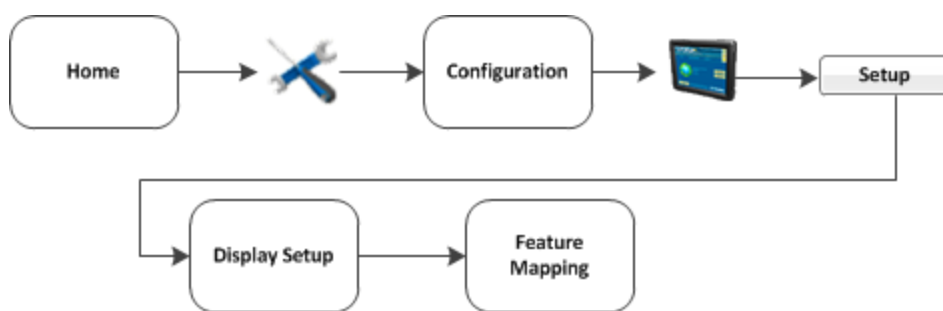 Home
Configuration
Setup
Display Setup
Feature
Mapping